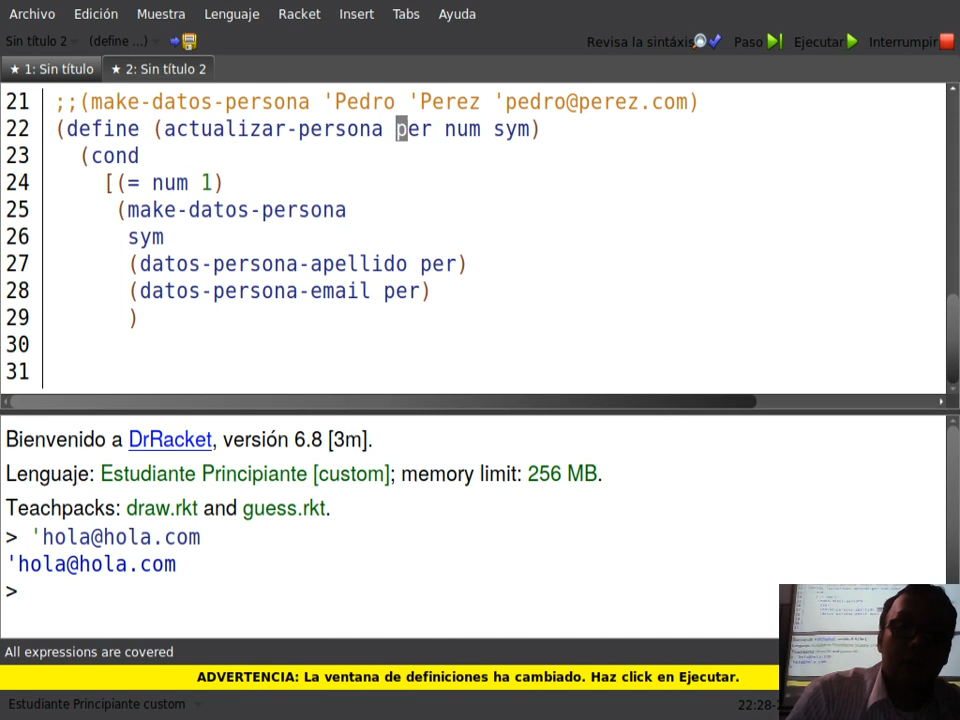 Archivo Edición Muestra Lenguaje Racket Insert Tabs Ayuda
Sin título 2 (define ...) Revisa la sintáxis Paso Ejecutar Interrumpir
★ 1: Sin título ★ 2: Sin título 2
21 ;;(make-datos-persona 'Pedro 'Perez 'pedro@perez.com)
22 (define (actualizar-persona per num sym)
23 (cond
24 [(= num 1)
25 (make-datos-persona
26 sym
27 (datos-persona-apellido per)
28 (datos-persona-email per)
29 )
30
31
Bienvenido a DrRacket, versión 6.8 [3m].
Lenguaje: Estudiante Principiante [custom]; memory limit: 256 MB.
Teachpacks: draw.rkt and guess.rkt.
> 'hola@hola.com
'hola@hola.com
>
All expressions are covered
ADVERTENCIA: La ventana de definiciones ha cambiado. Haz click en Ejecutar.
Estudiante Principiante custom 22:28-